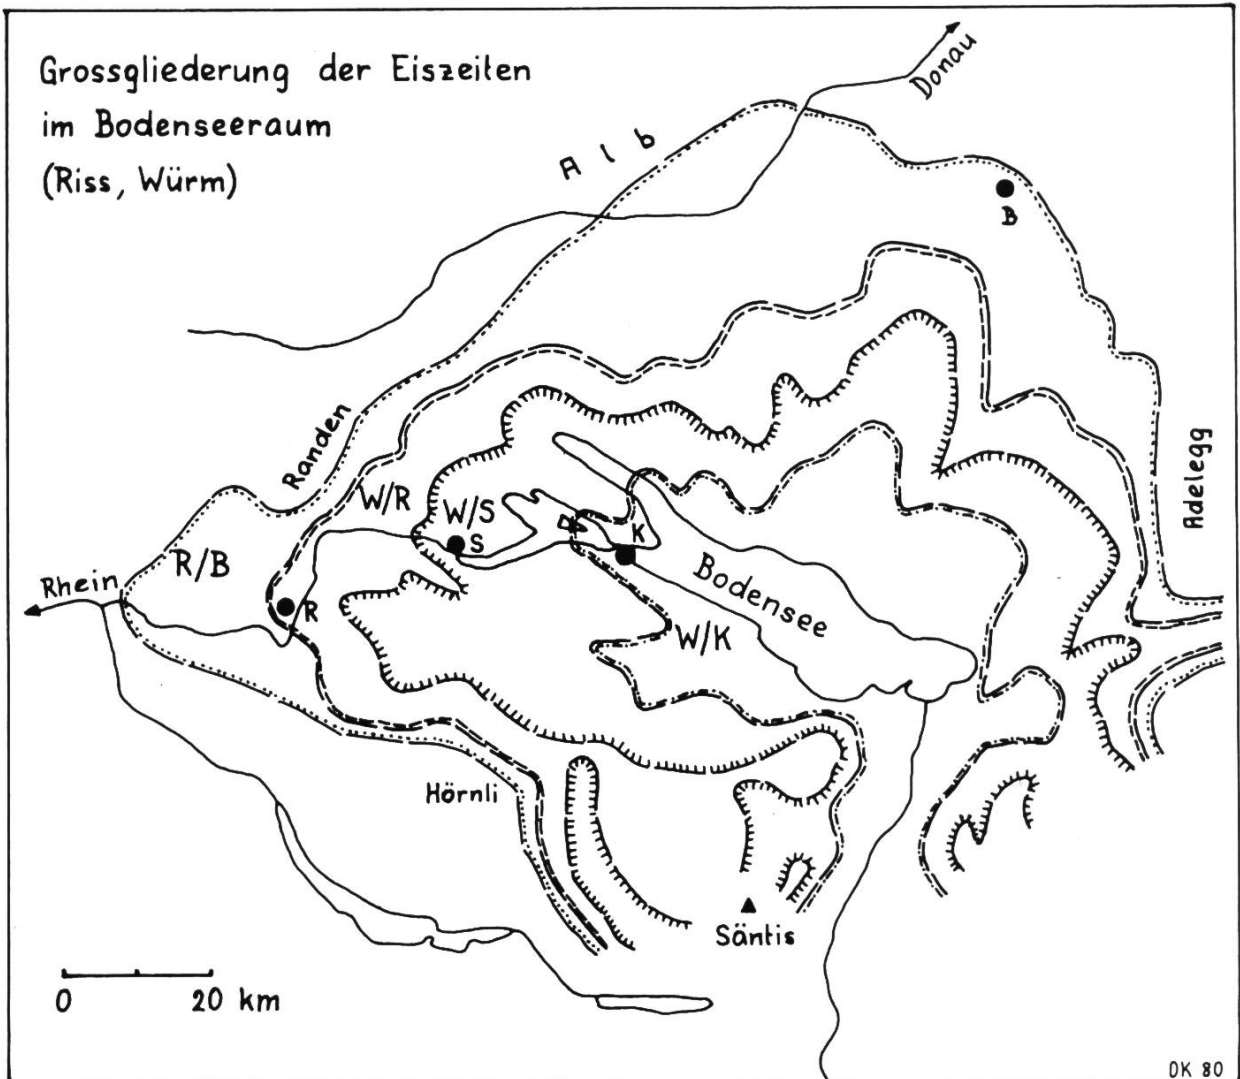 Grossgliederung der Eiszeiten
im Bodenseeraum
(Riss, Würm)
Donau
Alb
B
Randen
Adelegg
W/R
W/S
S
K
R/B
Rhein
R
Bodensee
W/K
Hörnli
Säntis
0 20 km
OK 80